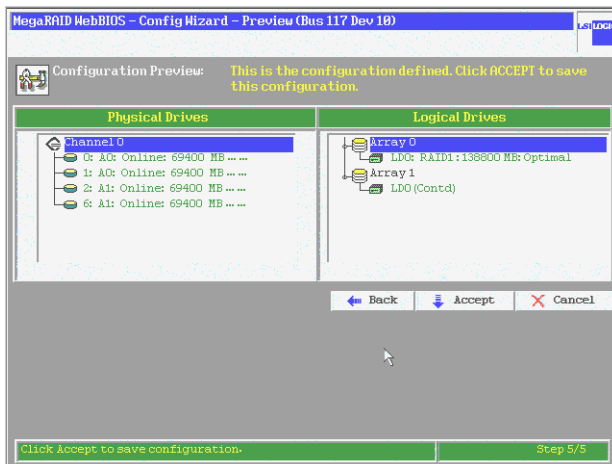 MegaRAID WebBIOS - Config Wizard - Preview (Bus 117 Dev 10)
LSI LOGIC
Configuration Preview:
This is the configuration defined. Click ACCEPT to save
this configuration.
Physical Drives
Channel 0
0: A0: Online: 69400 MB ... ...
1: A0: Online: 69400 MB ... ...
2: A1: Online: 69400 MB ... ...
6: A1: Online: 69400 MB ... ...
Logical Drives
Array 0
LD0: RAID1: 138800 MB: Optimal
Array 1
LD0 (Contd)
Back
Accept
Cancel
Click Accept to save configuration.
Step 5/5